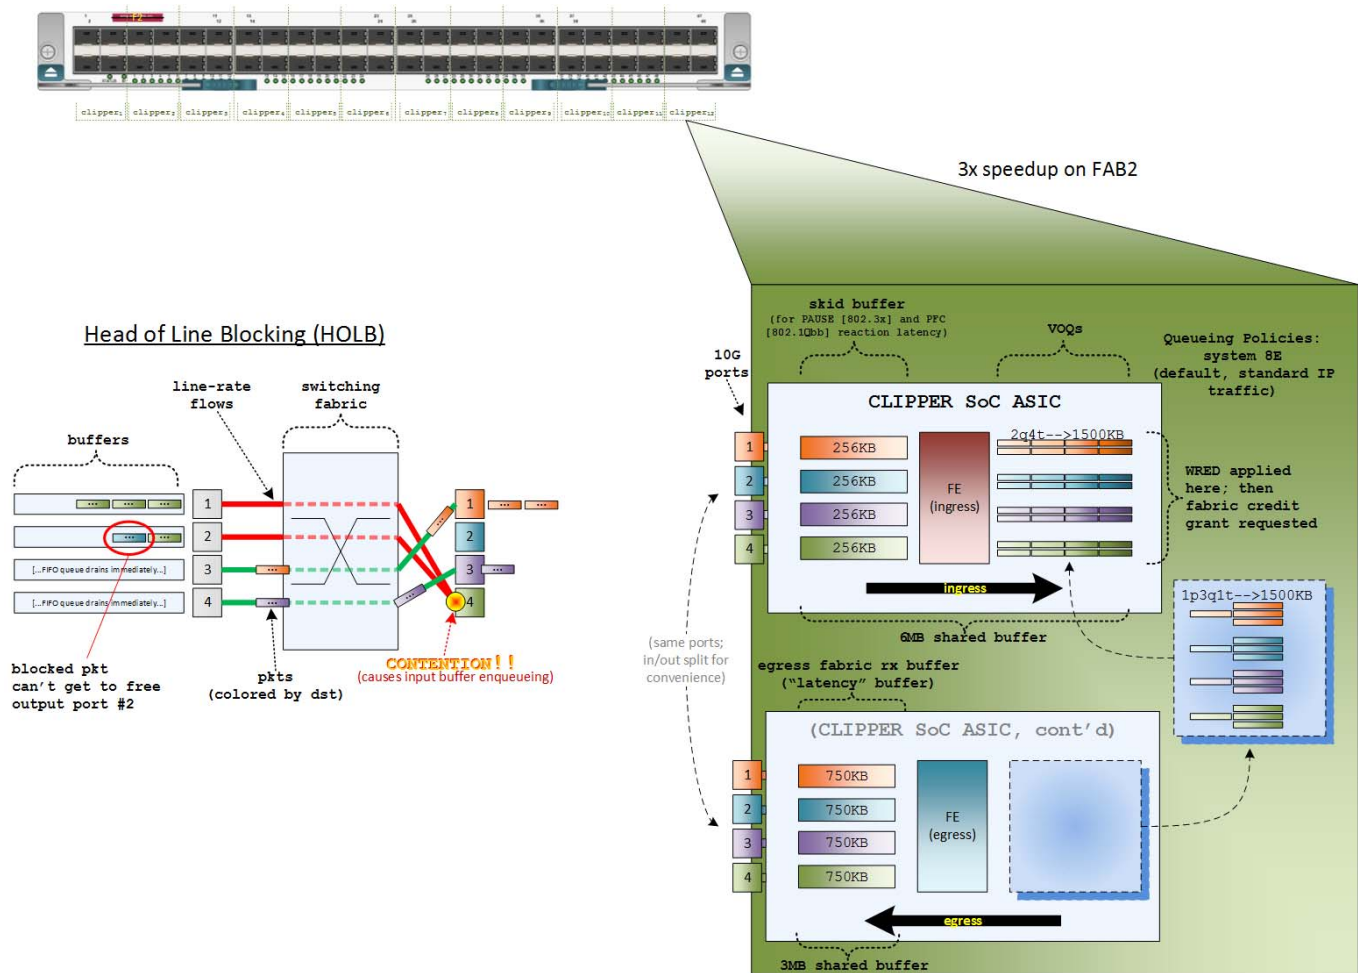 F2
clipper1 clipper2 clipper3 clipper4 clipper5 clipper6 clipper7 clipper8 clipper9 clipper10 clipper11 clipper12
3x speedup on FAB2
Head of Line Blocking (HOLB)
line-rate
flows
switching
fabric
buffers
1
2
3
4
[...FIFO queue drains immediately...]
[...FIFO queue drains immediately...]
1
2
3
4
blocked pkt
can't get to free
output port #2
pkts
(colored by dst)
CONTENTION!!
(causes input buffer enqueueing)
skid buffer
(for PAUSE [802.3x] and PFC
[802.1Qbb] reaction latency)
VOQs
Queueing Policies:
system 8E
(default, standard IP
traffic)
10G
ports
CLIPPER SoC ASIC
1
2
3
4
256KB
256KB
256KB
256KB
FE
(ingress)
2q4t-->1500KB
WRED applied
here; then
fabric credit
grant requested
ingress
6MB shared buffer
1p3q1t-->1500KB
(same ports;
in/out split for
convenience)
egress fabric rx buffer
("latency" buffer)
(CLIPPER SoC ASIC, cont'd)
1
2
3
4
750KB
750KB
750KB
750KB
FE
(egress)
egress
3MB shared buffer